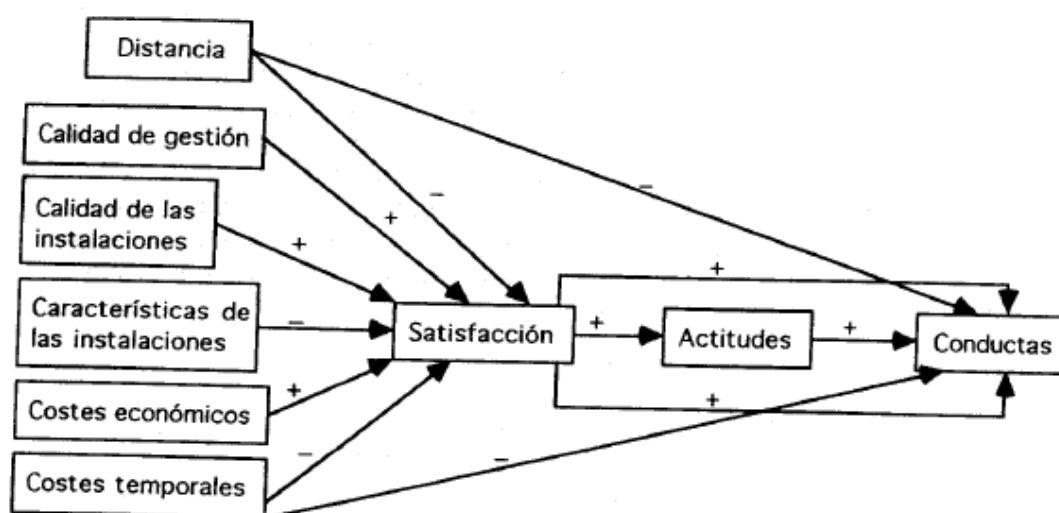 Distancia
Calidad de gestión
Calidad de las
instalaciones
Características de
las instalaciones
Costes económicos
Costes temporales
−
+
+
−
+
−
Satisfacción
+
Actitudes
+
Conductas
−
+
+
−